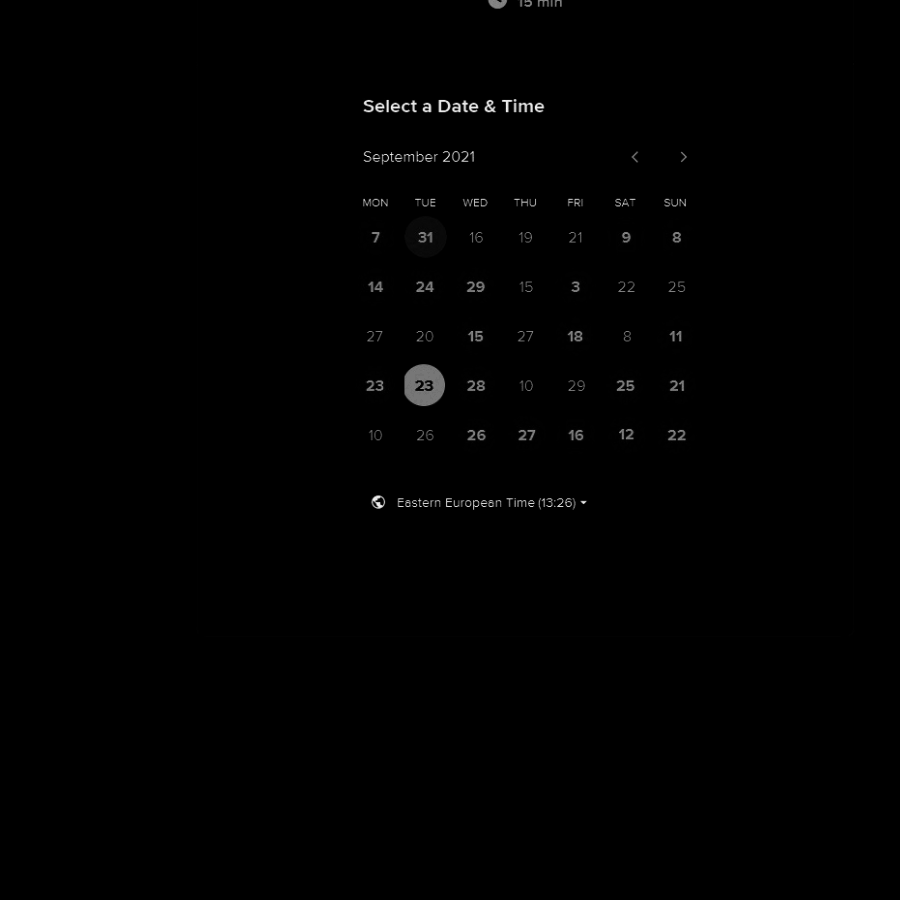 15 min
Select a Date & Time
September 2021
MON TUE WED THU FRI SAT SUN
7 31 16 19 21 9 8
14 24 29 15 3 22 25
27 20 15 27 18 8 11
23 23 28 10 29 25 21
10 26 26 27 16 12 22
Eastern European Time (13:26)